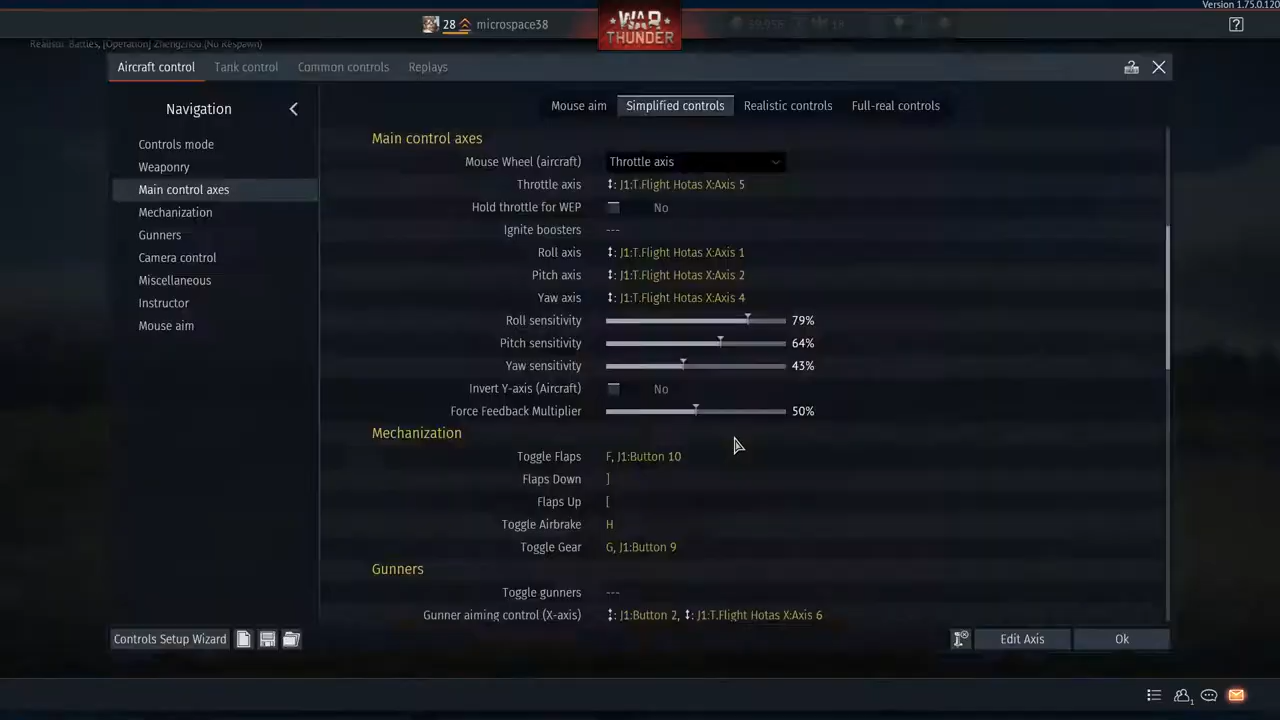 Version 1.75.0.120
28 microspace38
WAR THUNDER
Realistic Battles, [Operation] Zhengzhou [No Respawn]
Aircraft control Tank control Common controls Replays
Navigation
Mouse aim Simplified controls Realistic controls Full-real controls
Controls mode
Weaponry
Main control axes
Mechanization
Gunners
Camera control
Miscellaneous
Instructor
Mouse aim
Main control axes
Mouse Wheel (aircraft) Throttle axis
Throttle axis J1:T.Flight Hotas X:Axis 5
Hold throttle for WEP No
Ignite boosters ---
Roll axis : J1:T.Flight Hotas X:Axis 1
Pitch axis : J1:T.Flight Hotas X:Axis 2
Yaw axis : J1:T.Flight Hotas X:Axis 4
Roll sensitivity 79%
Pitch sensitivity 64%
Yaw sensitivity 43%
Invert Y-axis (Aircraft) No
Force Feedback Multiplier 50%
Mechanization
Toggle Flaps F, J1:Button 10
Flaps Down ]
Flaps Up [
Toggle Airbrake H
Toggle Gear G, J1:Button 9
Gunners
Toggle gunners ---
Gunner aiming control (X-axis) : J1:Button 2, : J1:T.Flight Hotas X:Axis 6
Controls Setup Wizard Edit Axis Ok
1